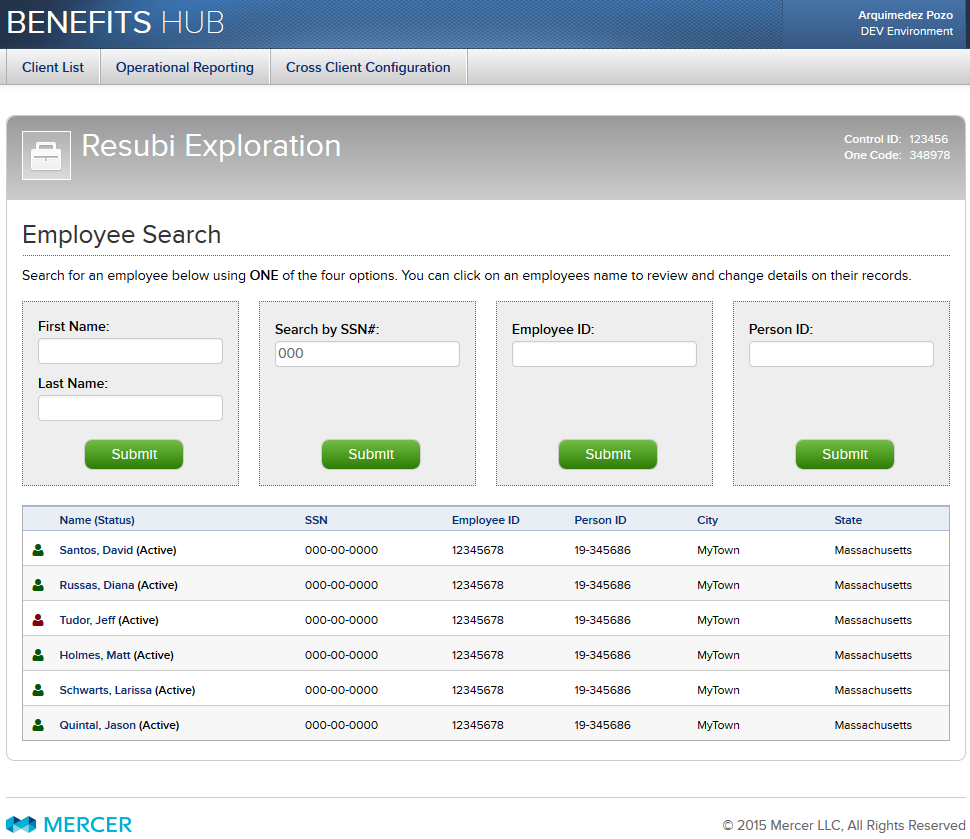 BENEFITS HUB
Arquimedez Pozo
DEV Environment
Client List Operational Reporting Cross Client Configuration
Resubi Exploration
Control ID: 123456
One Code: 348978
Employee Search
Search for an employee below using ONE of the four options. You can click on an employees name to review and change details on their records.
First Name:
Last Name:
Submit
Search by SSN#:
000
Submit
Employee ID:
Submit
Person ID:
Submit
Name (Status) SSN Employee ID Person ID City State
Santos, David (Active) 000-00-0000 12345678 19-345686 MyTown Massachusetts
Russas, Diana (Active) 000-00-0000 12345678 19-345686 MyTown Massachusetts
Tudor, Jeff (Active) 000-00-0000 12345678 19-345686 MyTown Massachusetts
Holmes, Matt (Active) 000-00-0000 12345678 19-345686 MyTown Massachusetts
Schwarts, Larissa (Active) 000-00-0000 12345678 19-345686 MyTown Massachusetts
Quintal, Jason (Active) 000-00-0000 12345678 19-345686 MyTown Massachusetts
MERCER
© 2015 Mercer LLC, All Rights Reserved